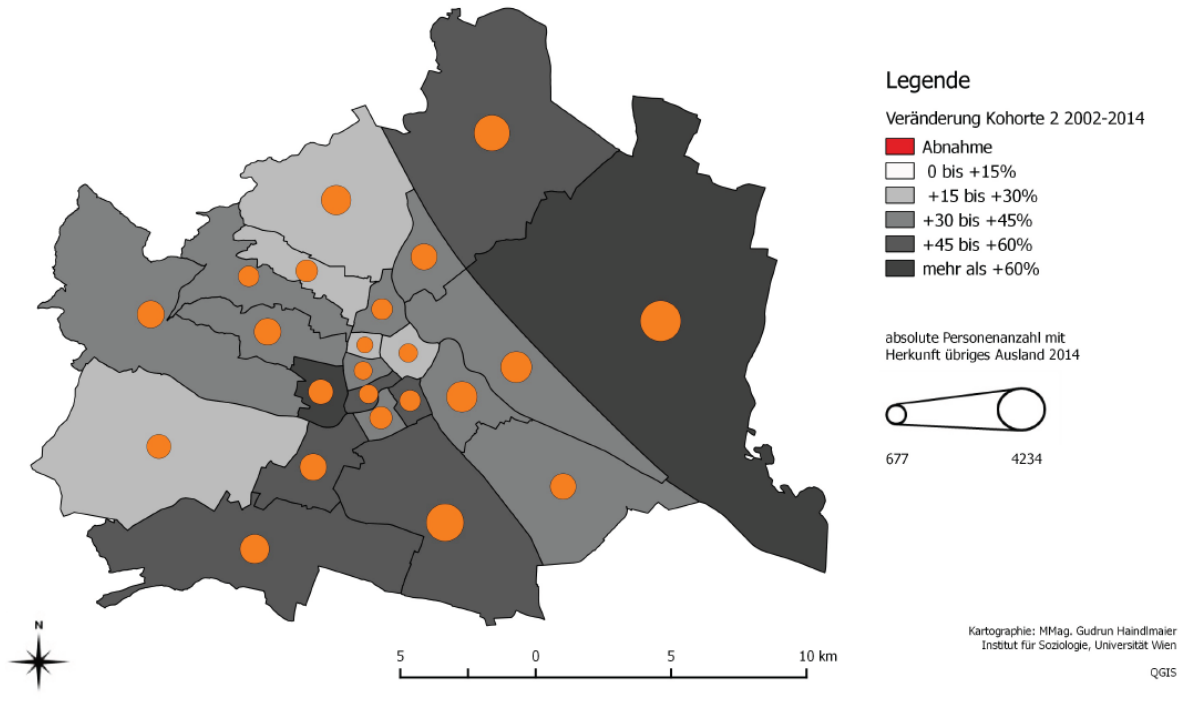 Legende
Veränderung Kohorte 2 2002-2014
Abnahme
0 bis +15%
+15 bis +30%
+30 bis +45%
+45 bis +60%
mehr als +60%
absolute Personenanzahl mit
Herkunft übriges Ausland 2014
677 4234
N
5 0 5 10 km
Kartographie: MMag. Gudrun Haindlmaier
Institut für Soziologie, Universität Wien
QGIS